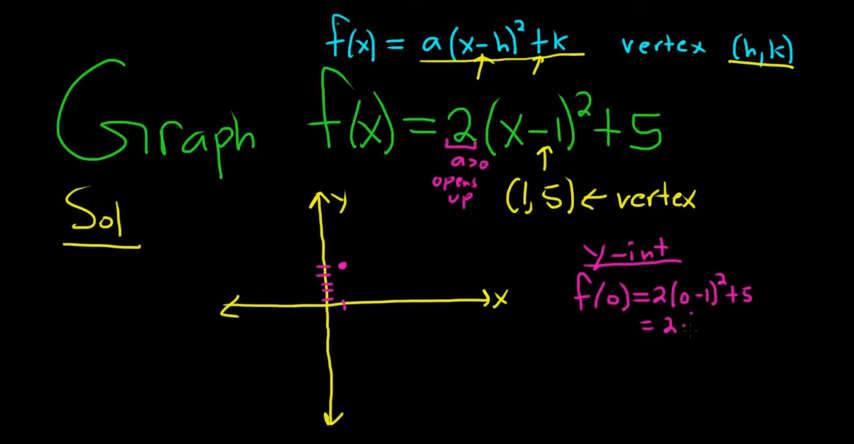 f(x) = a(x-h)² + k vertex (h,k)
Graph f(x) = 2(x-1)² + 5
a>0
opens
up
(1,5) ← vertex
Sol
y
x
y-int
f(0) = 2(0-1)² + 5
= 2·